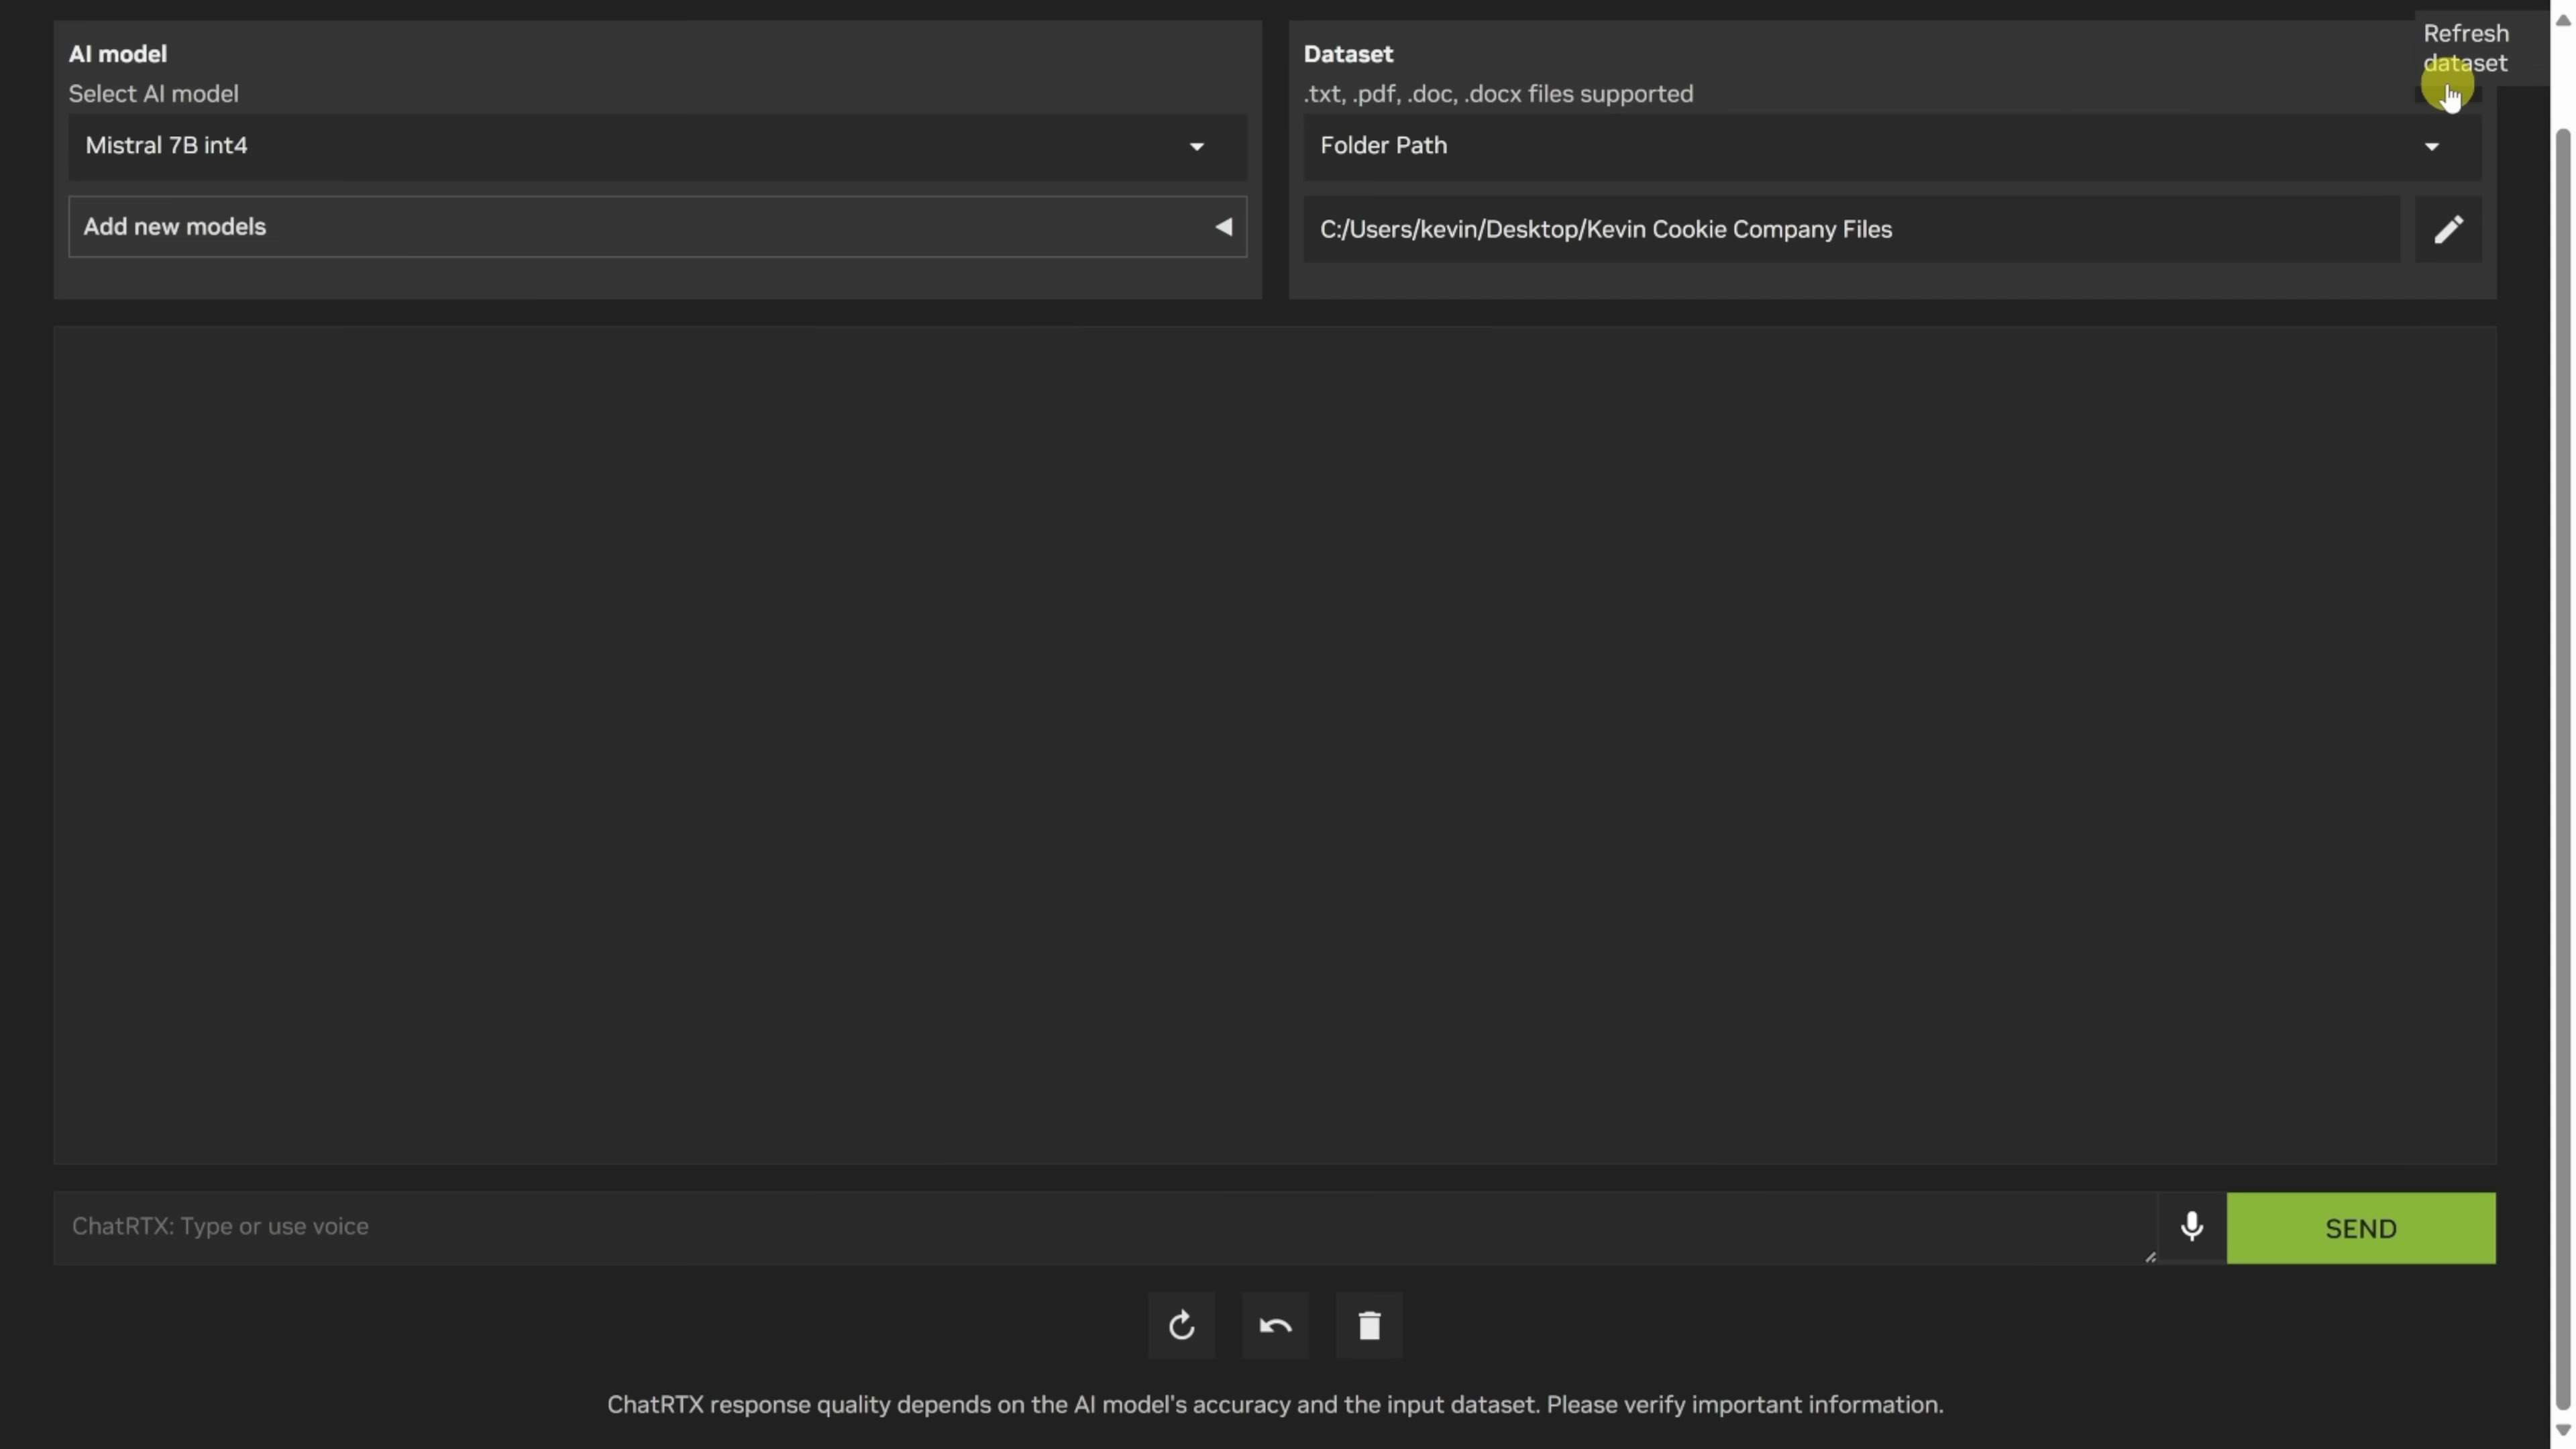 AI model
Select AI model
Mistral 7B int4
Add new models
Dataset
.txt, .pdf, .doc, .docx files supported
Refresh
dataset
Folder Path
C:/Users/kevin/Desktop/Kevin Cookie Company Files
ChatRTX: Type or use voice
SEND
ChatRTX response quality depends on the AI model's accuracy and the input dataset. Please verify important information.